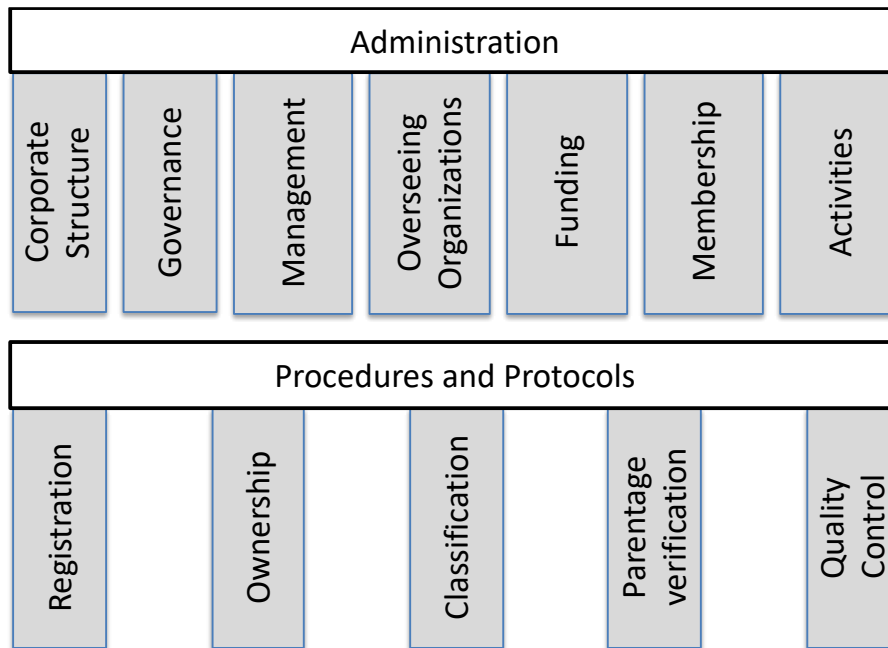 Administration
Corporate
Structure
Governance
Management
Overseeing
Organizations
Funding
Membership
Activities
Procedures and Protocols
Registration
Ownership
Classification
Parentage
verification
Quality
Control